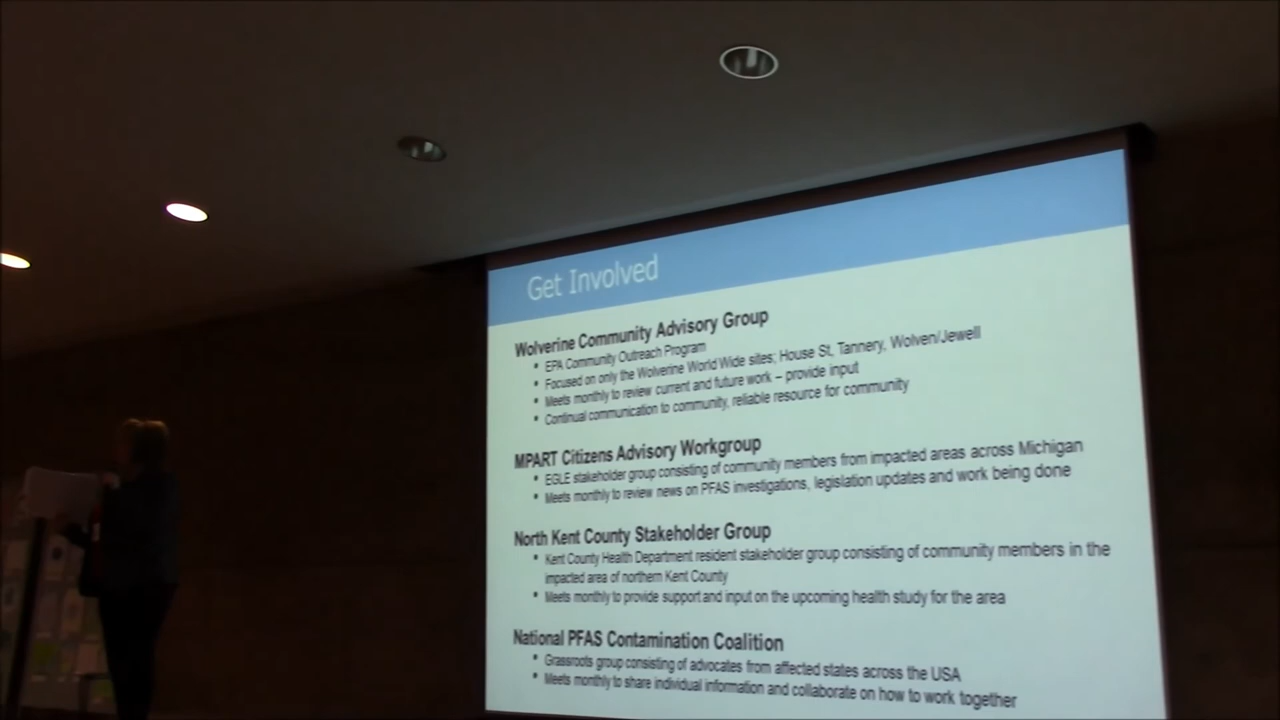 Get Involved
Wolverine Community Advisory Group
• EPA Community Outreach Program
• Focused on only the Wolverine World Wide sites; House St, Tannery, Wolven/Jewell
• Meets monthly to review current and future work – provide input
• Continual communication to community, reliable resource for community
MPART Citizens Advisory Workgroup
• EGLE stakeholder group consisting of community members from impacted areas across Michigan
• Meets monthly to review news on PFAS investigations, legislation updates and work being done
North Kent County Stakeholder Group
• Kent County Health Department resident stakeholder group consisting of community members in the
impacted area of northern Kent County
• Meets monthly to provide support and input on the upcoming health study for the area
National PFAS Contamination Coalition
• Grassroots group consisting of advocates from affected states across the USA
• Meets monthly to share individual information and collaborate on how to work together